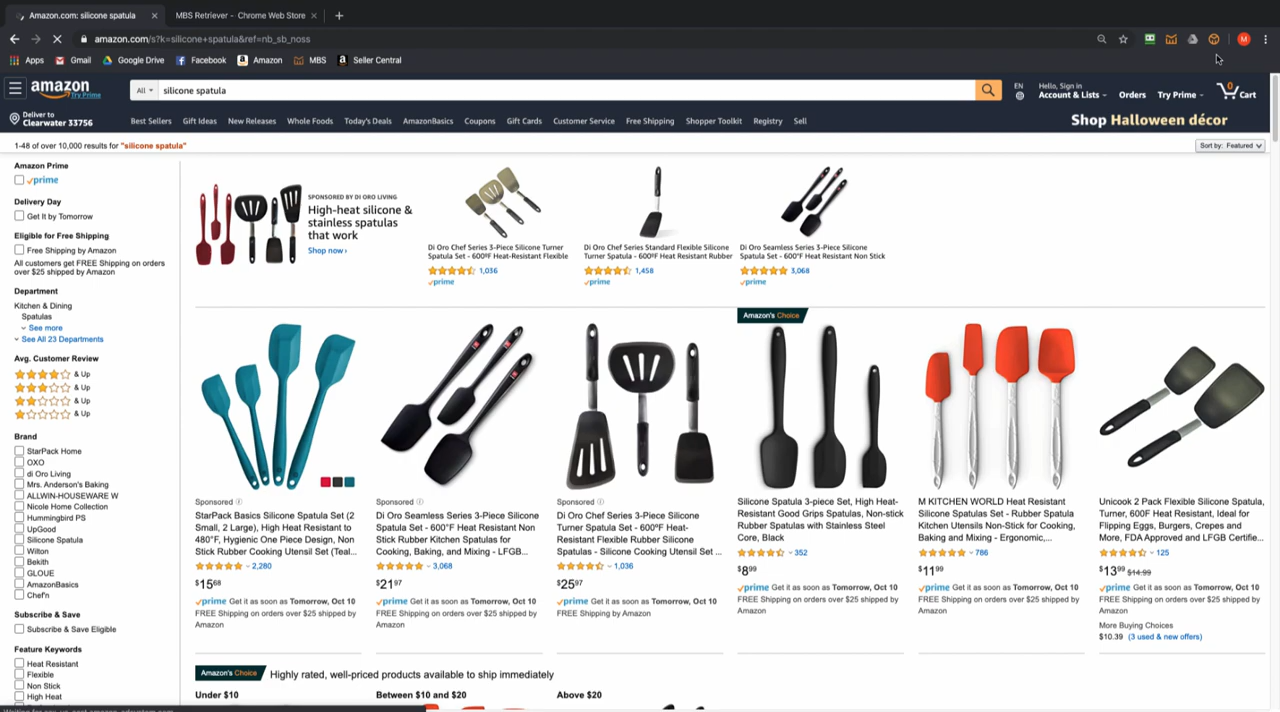 Amazon.com: silicone spatula
MBS Retriever - Chrome Web Store
amazon.com/s?k=silicone+spatula&ref=nb_sb_noss
M
Apps
Gmail
Google Drive
Facebook
Amazon
MBS
Seller Central
amazon
Try Prime
All
silicone spatula
EN
Hello, Sign in
Account & Lists
Orders
Try Prime
0
Cart
Deliver to
Clearwater 33756
Best Sellers
Gift Ideas
New Releases
Whole Foods
Today's Deals
AmazonBasics
Coupons
Gift Cards
Customer Service
Free Shipping
Shopper Toolkit
Registry
Sell
Shop Halloween décor
1-48 of over 10,000 results for "silicone spatula"
Sort by: Featured
Amazon Prime
prime
Delivery Day
Get It by Tomorrow
Eligible for Free Shipping
Free Shipping by Amazon
All customers get FREE Shipping on orders
over $25 shipped by Amazon
Department
Kitchen & Dining
Spatulas
See more
See All 23 Departments
Avg. Customer Review
& Up
& Up
& Up
& Up
Brand
StarPack Home
OXO
di Oro Living
Mrs. Anderson's Baking
ALLWIN-HOUSEWARE W
Nicole Home Collection
Hummingbird PS
UpGood
Silicone Spatula
Wilton
Bekith
GLOUE
AmazonBasics
Chef'n
Subscribe & Save
Subscribe & Save Eligible
Feature Keywords
Heat Resistant
Flexible
Non Stick
High Heat
SPONSORED BY DI ORO LIVING
High-heat silicone &
stainless spatulas
that work
Shop now ›
Di Oro Chef Series 3-Piece Silicone Turner
Spatula Set - 600ºF Heat-Resistant Flexible
1,036
prime
Di Oro Chef Series Standard Flexible Silicone
Turner Spatula - 600ºF Heat Resistant Rubber
1,458
prime
Di Oro Seamless Series 3-Piece Silicone
Spatula Set - 600°F Heat Resistant Non Stick
3,068
prime
Sponsored
StarPack Basics Silicone Spatula Set (2
Small, 2 Large), High Heat Resistant to
480°F, Hygienic One Piece Design, Non
Stick Rubber Cooking Utensil Set (Teal...
2,280
$15 68
prime Get it as soon as Tomorrow, Oct 10
FREE Shipping on orders over $25 shipped by
Amazon
Sponsored
Di Oro Seamless Series 3-Piece Silicone
Spatula Set - 600°F Heat Resistant Non
Stick Rubber Kitchen Spatulas for
Cooking, Baking, and Mixing - LFGB...
3,068
$21 97
prime Get it as soon as Tomorrow, Oct 10
FREE Shipping on orders over $25 shipped by
Amazon
Sponsored
Di Oro Chef Series 3-Piece Silicone
Turner Spatula Set - 600ºF Heat-
Resistant Flexible Rubber Silicone
Spatulas - Silicone Cooking Utensil Set ...
1,036
$25 97
prime Get it as soon as Tomorrow, Oct 10
FREE Shipping by Amazon
Amazon's Choice
Silicone Spatula 3-piece Set, High Heat-
Resistant Good Grips Spatulas, Non-stick
Rubber Spatulas with Stainless Steel
Core, Black
352
$8 99
prime Get it as soon as Tomorrow, Oct 10
FREE Shipping on orders over $25 shipped by
Amazon
M KITCHEN WORLD Heat Resistant
Silicone Spatulas Set - Rubber Spatula
Kitchen Utensils Non-Stick for Cooking,
Baking and Mixing - Ergonomic,...
786
$11 99
prime Get it as soon as Tomorrow, Oct 10
FREE Shipping on orders over $25 shipped by
Amazon
Unicook 2 Pack Flexible Silicone Spatula,
Turner, 600F Heat Resistant, Ideal for
Flipping Eggs, Burgers, Crepes and
More, FDA Approved and LFGB Certifie...
125
$13 99 $14.99
prime Get it as soon as Tomorrow, Oct 10
FREE Shipping on orders over $25 shipped by
Amazon
More Buying Choices
$10.39 (3 used & new offers)
Amazon's Choice
Highly rated, well-priced products available to ship immediately
Under $10
Between $10 and $20
Above $20